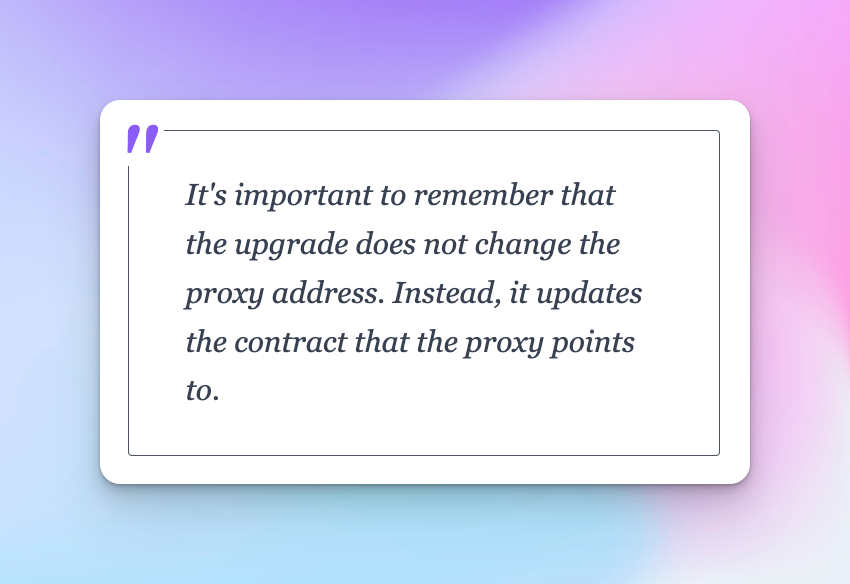 "
It's important to remember that
the upgrade does not change the
proxy address. Instead, it updates
the contract that the proxy points
to.